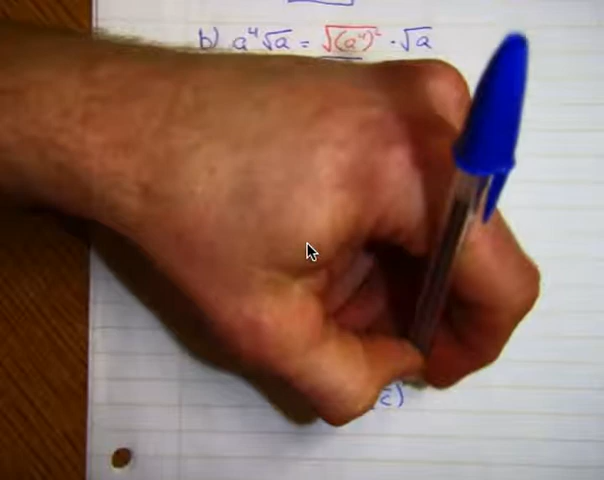 b) a⁴√a = √(a⁴)² · √a
c)